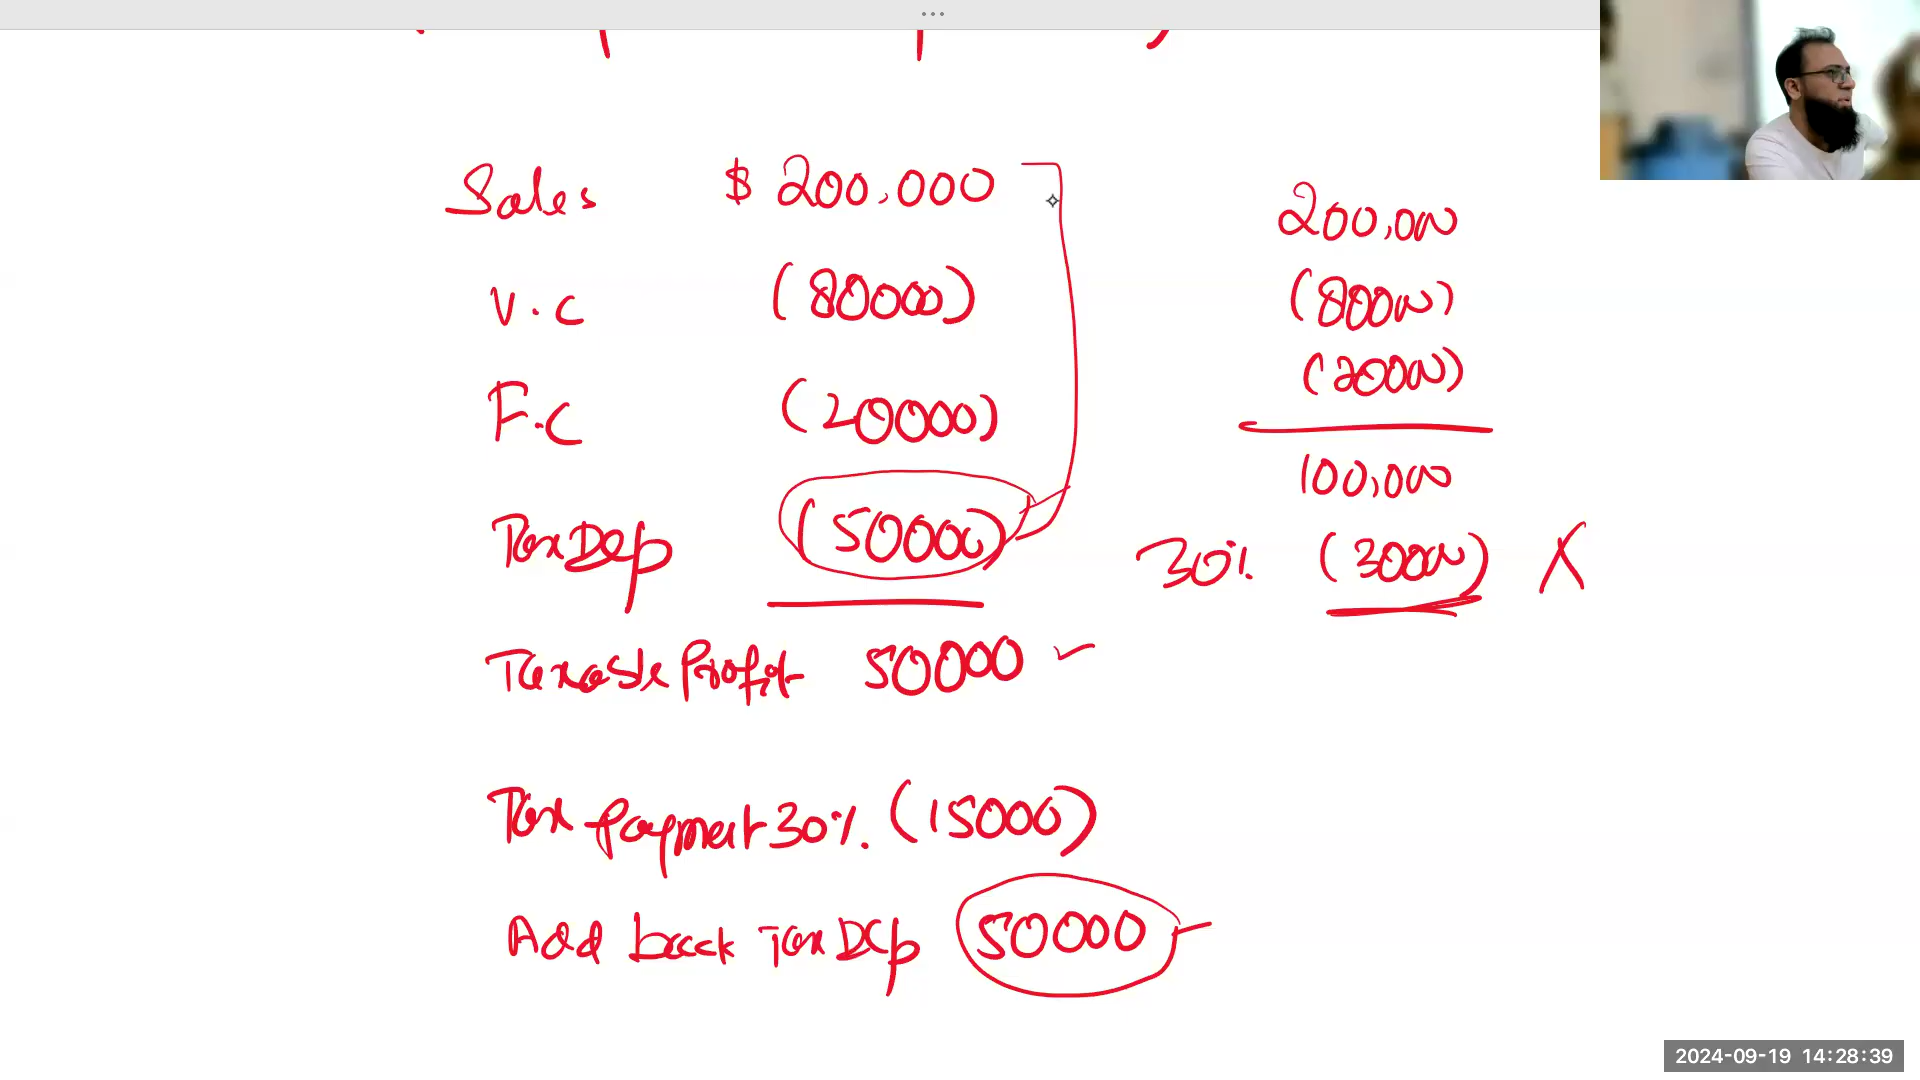 Sales $ 200,000
V.C (80000)
F.C (20000)
Tax Dep (50000)
Taxable Profit 50000
Tax payment 30% (15000)
Add back Tax Dep 50000
200,000
(80000)
(20000)
100,000
30% (30000) X
2024-09-19 14:28:39